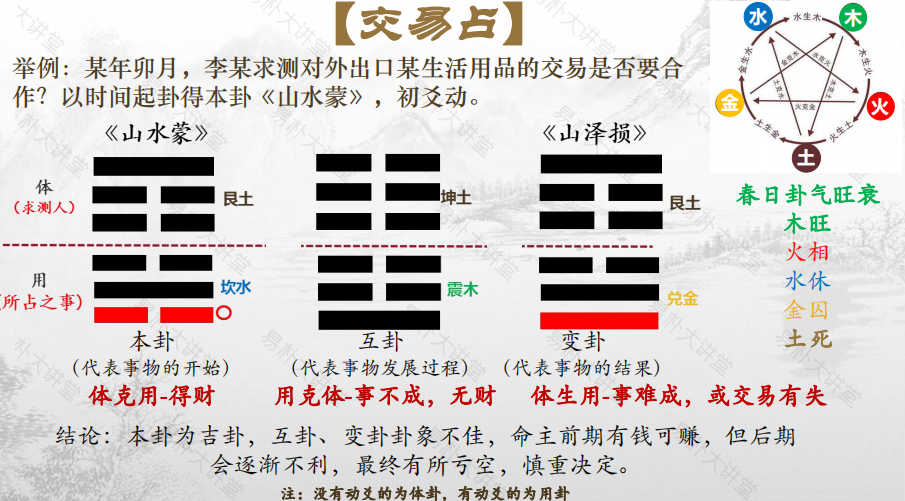 【交易占】
举例：某年卯月，李某求测对外出口某生活用品的交易是否要合
作？以时间起卦得本卦《山水蒙》，初爻动。
《山水蒙》
《山泽损》
体
（求测人）
艮土
坤土
艮土
用
（所占之事）
坎水
震木
兑金
本卦
互卦
变卦
（代表事物的开始）
（代表事物发展过程）
（代表事物的结果）
体克用-得财
用克体-事不成，无财
体生用-事难成，或交易有失
结论：本卦为吉卦，互卦、变卦卦象不佳，命主前期有钱可赚，但后期
会逐渐不利，最终有所亏空，慎重决定。
注：没有动爻的为体卦，有动爻的为用卦
水
水生木
木
木生火
火
火生土
土
土生金
金
金生水
金克木
水克火
木克土
土克水
火克金
春日卦气旺衰
木旺
火相
水休
金囚
土死
易朴大讲堂